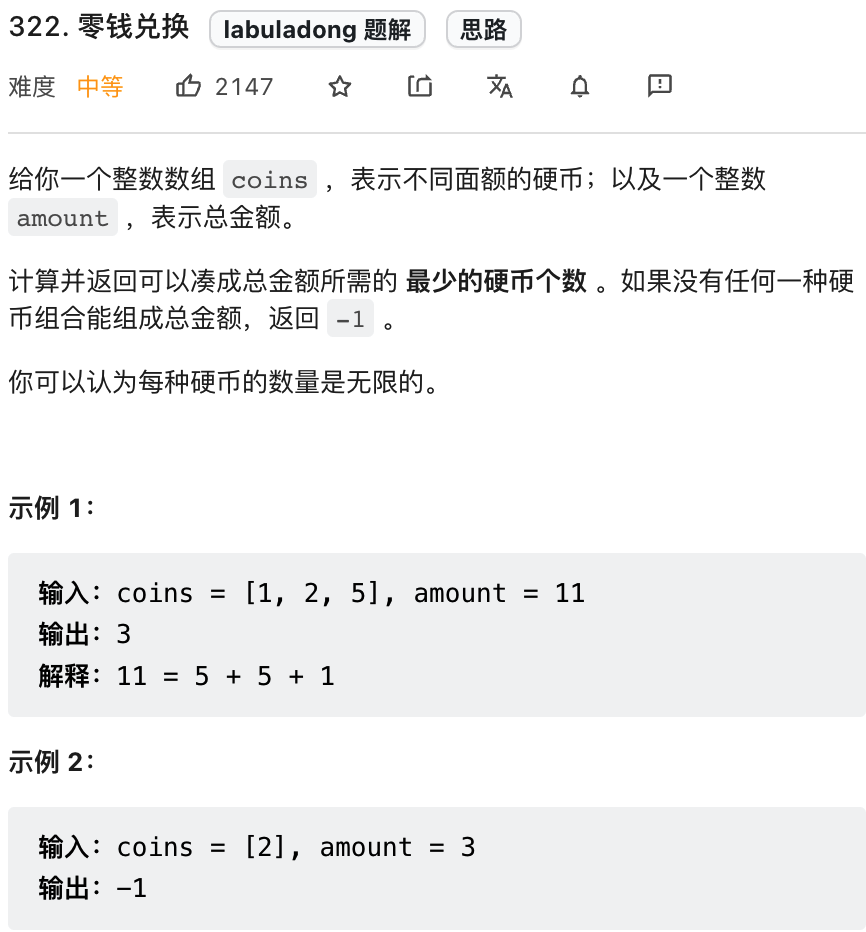 322. 零钱兑换 labuladong 题解 思路
难度 中等 2147
给你一个整数数组 coins ，表示不同面额的硬币；以及一个整数
amount ，表示总金额。
计算并返回可以凑成总金额所需的 最少的硬币个数 。如果没有任何一种硬
币组合能组成总金额，返回 -1 。
你可以认为每种硬币的数量是无限的。
示例 1：
输入：coins = [1, 2, 5], amount = 11
输出：3
解释：11 = 5 + 5 + 1
示例 2：
输入：coins = [2], amount = 3
输出：-1